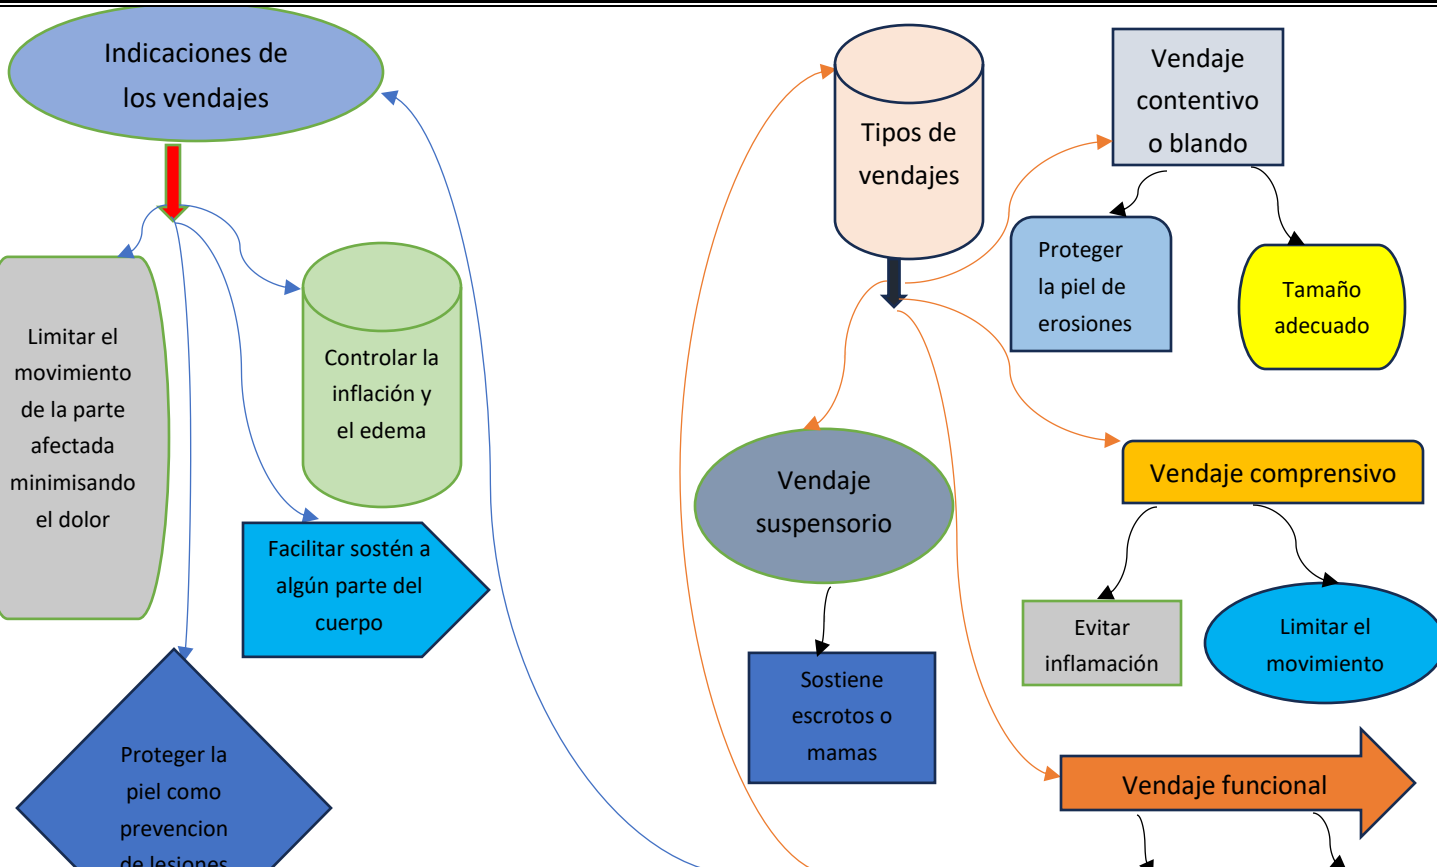 Indicaciones de
los vendajes
Limitar el
movimiento
de la parte
afectada
minimisando
el dolor
Controlar la
inflación y
el edema
Facilitar sostén a
algún parte del
cuerpo
Proteger la
piel como
prevencion
de lesiones
Tipos de
vendajes
Vendaje
contentivo
o blando
Proteger
la piel de
erosiones
Tamaño
adecuado
Vendaje
suspensorio
Sostiene
escrotos o
mamas
Vendaje comprensivo
Evitar
inflamación
Limitar el
movimiento
Vendaje funcional